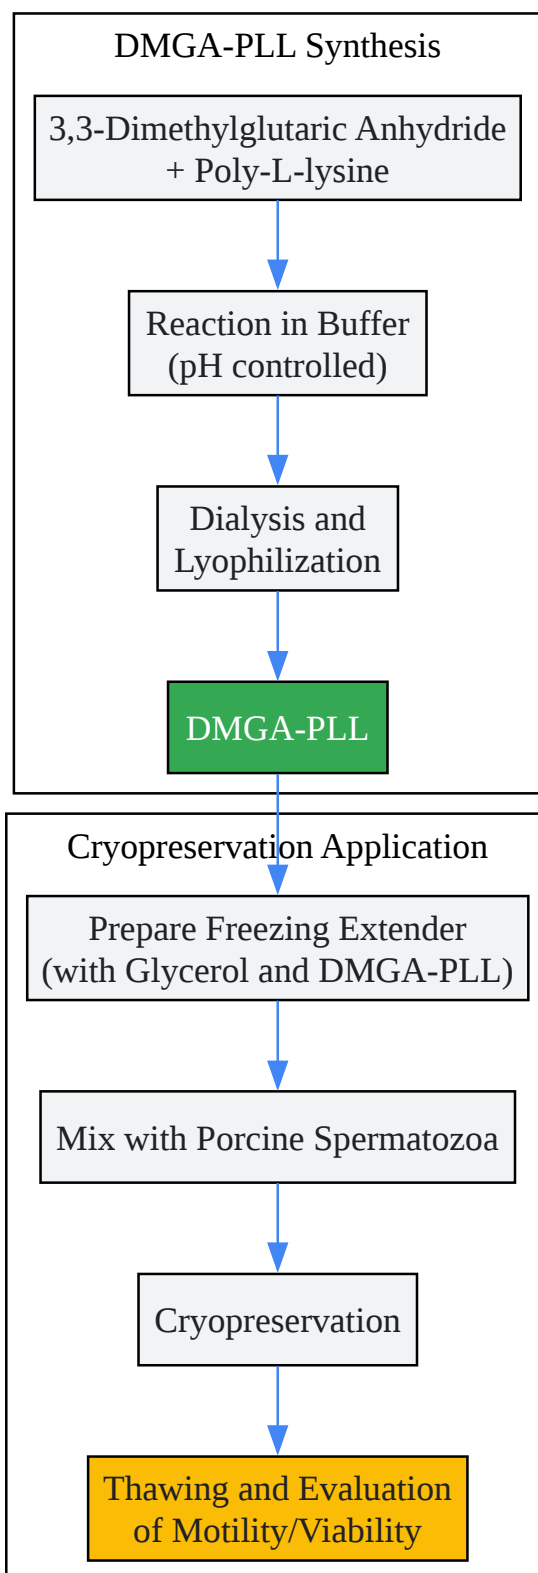 DMGA-PLL Synthesis
3,3-Dimethylglutaric Anhydride
+ Poly-L-lysine
Reaction in Buffer
(pH controlled)
Dialysis and
Lyophilization
DMGA-PLL
Cryopreservation Application
Prepare Freezing Extender
(with Glycerol and DMGA-PLL)
Mix with Porcine Spermatozoa
Cryopreservation
Thawing and Evaluation
of Motility/Viability